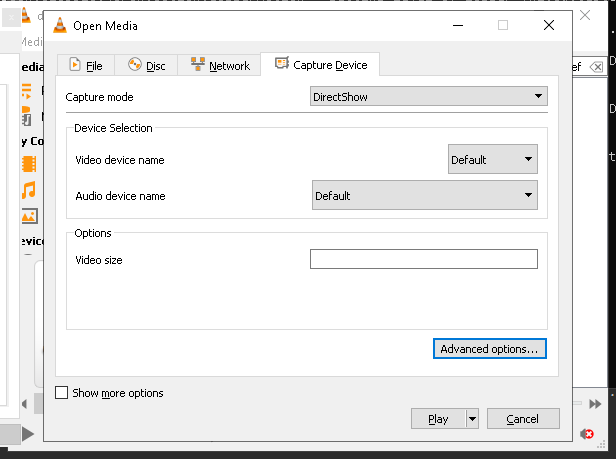 Open Media
File Disc Network Capture Device
Capture mode DirectShow
Device Selection
Video device name Default
Audio device name Default
Options
Video size
Advanced options...
Show more options
Play Cancel